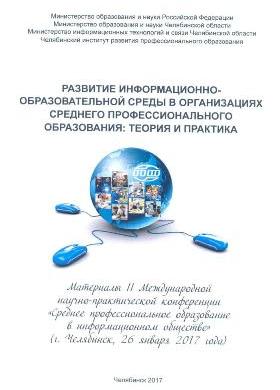 Министерство образования и науки Российской Федерации
Министерство образования и науки Челябинской области
Министерство информационных технологий и связи Челябинской области
Челябинский институт развития профессионального образования
РАЗВИТИЕ ИНФОРМАЦИОННО-
ОБРАЗОВАТЕЛЬНОЙ СРЕДЫ В ОРГАНИЗАЦИЯХ
СРЕДНЕГО ПРОФЕССИОНАЛЬНОГО
ОБРАЗОВАНИЯ: ТЕОРИЯ И ПРАКТИКА
Материалы II Международной
научно-практической конференции
«Среднее профессиональное образование
в информационном обществе»
(г. Челябинск, 26 января 2017 года)
Челябинск 2017